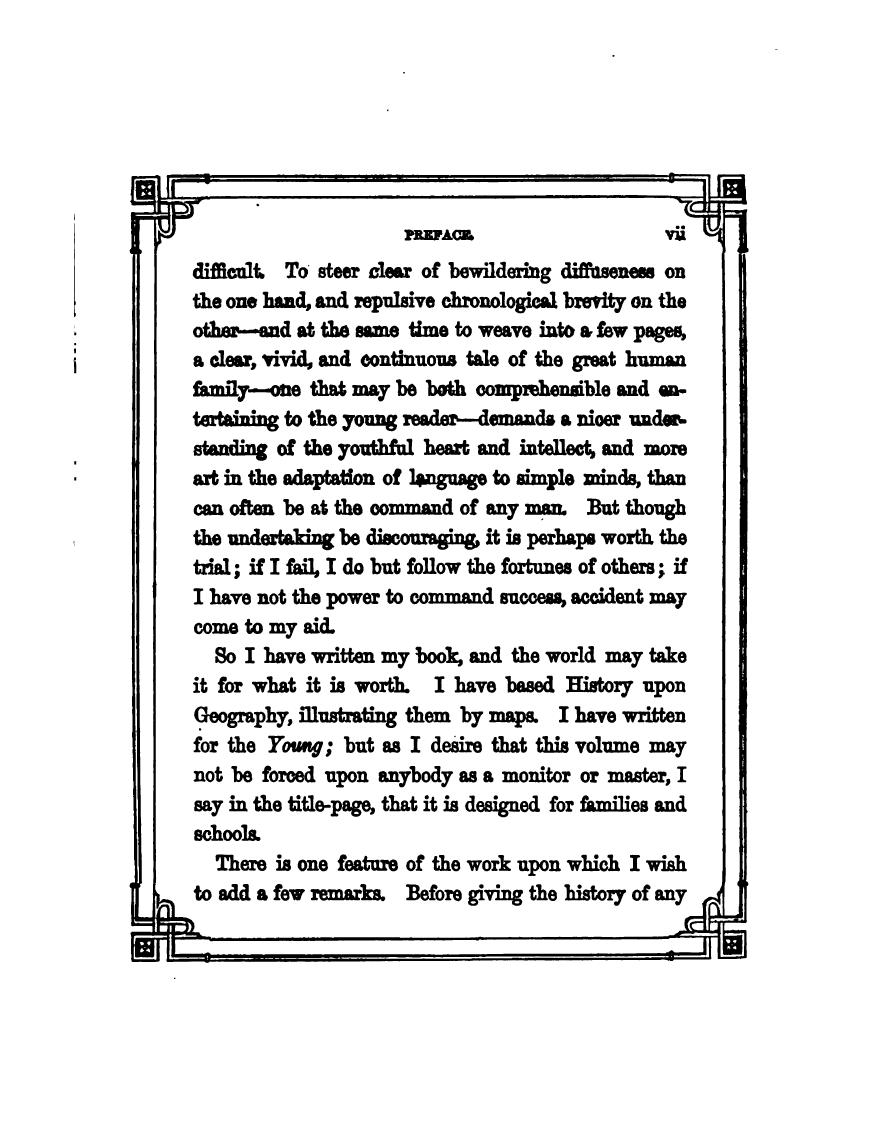 PREFACE. vii
difficult. To steer clear of bewildering diffuseness on
the one hand, and repulsive chronological brevity on the
other—and at the same time to weave into a few pages,
a clear, vivid, and continuous tale of the great human
family—one that may be both comprehensible and en-
tertaining to the young reader—demands a nicer under-
standing of the youthful heart and intellect, and more
art in the adaptation of language to simple minds, than
can often be at the command of any man. But though
the undertaking be discouraging, it is perhaps worth the
trial; if I fail, I do but follow the fortunes of others; if
I have not the power to command success, accident may
come to my aid.
So I have written my book, and the world may take
it for what it is worth. I have based History upon
Geography, illustrating them by maps. I have written
for the Young; but as I desire that this volume may
not be forced upon anybody as a monitor or master, I
say in the title-page, that it is designed for families and
schools.
There is one feature of the work upon which I wish
to add a few remarks. Before giving the history of any